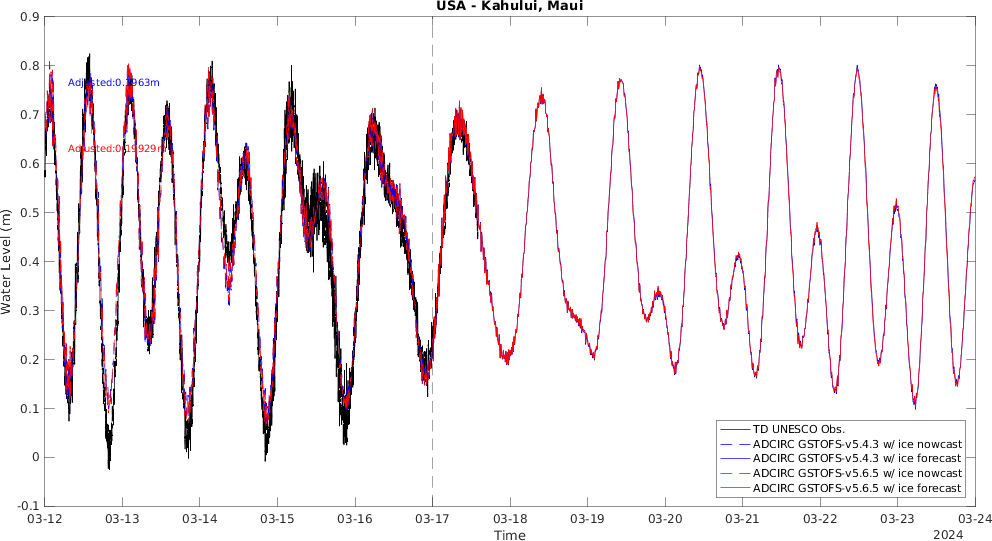 USA - Kahului, Maui
0.9
0.8
0.7
0.6
0.5
0.4
0.3
0.2
0.1
0
-0.1
Water Level (m)
Adjusted:0.1963m
Adjusted:0.19929m
TD UNESCO Obs.
ADCIRC GSTOFS-v5.4.3 w/ ice nowcast
ADCIRC GSTOFS-v5.4.3 w/ ice forecast
ADCIRC GSTOFS-v5.6.5 w/ ice nowcast
ADCIRC GSTOFS-v5.6.5 w/ ice forecast
03-12 03-13 03-14 03-15 03-16 03-17 03-18 03-19 03-20 03-21 03-22 03-23 03-24
Time
2024